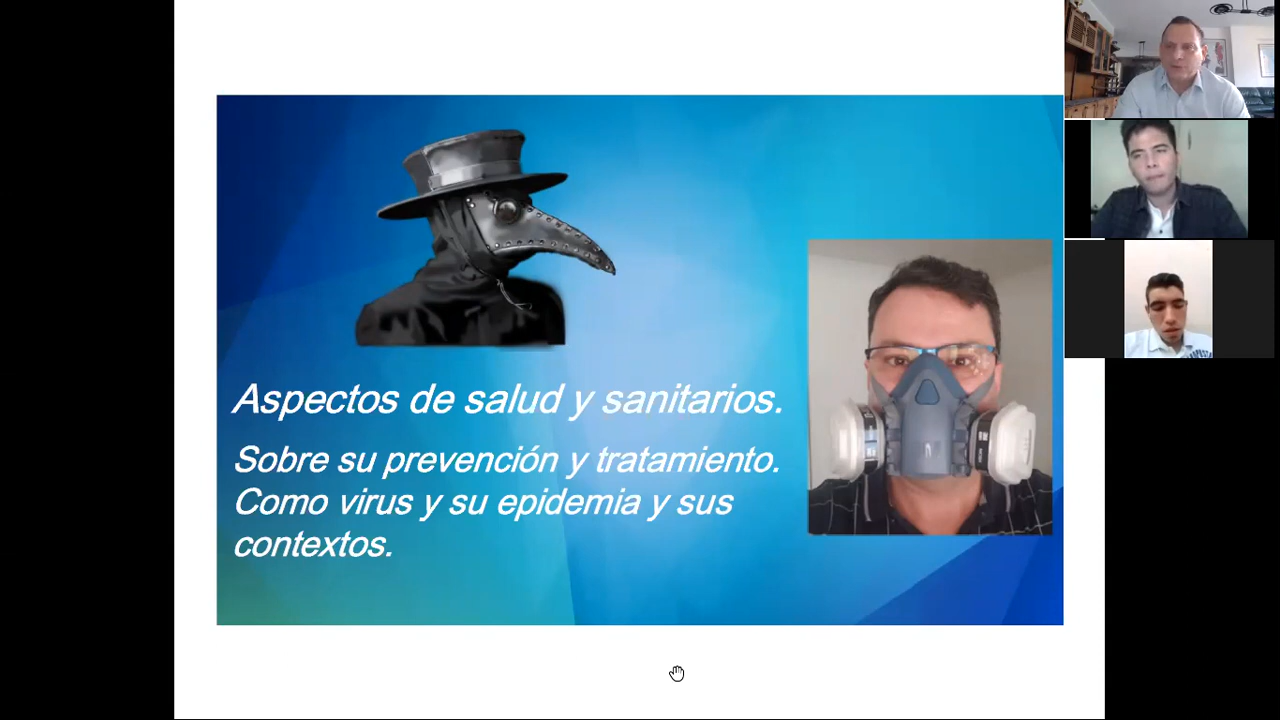 Aspectos de salud y sanitarios.
Sobre su prevención y tratamiento.
Como virus y su epidemia y sus
contextos.